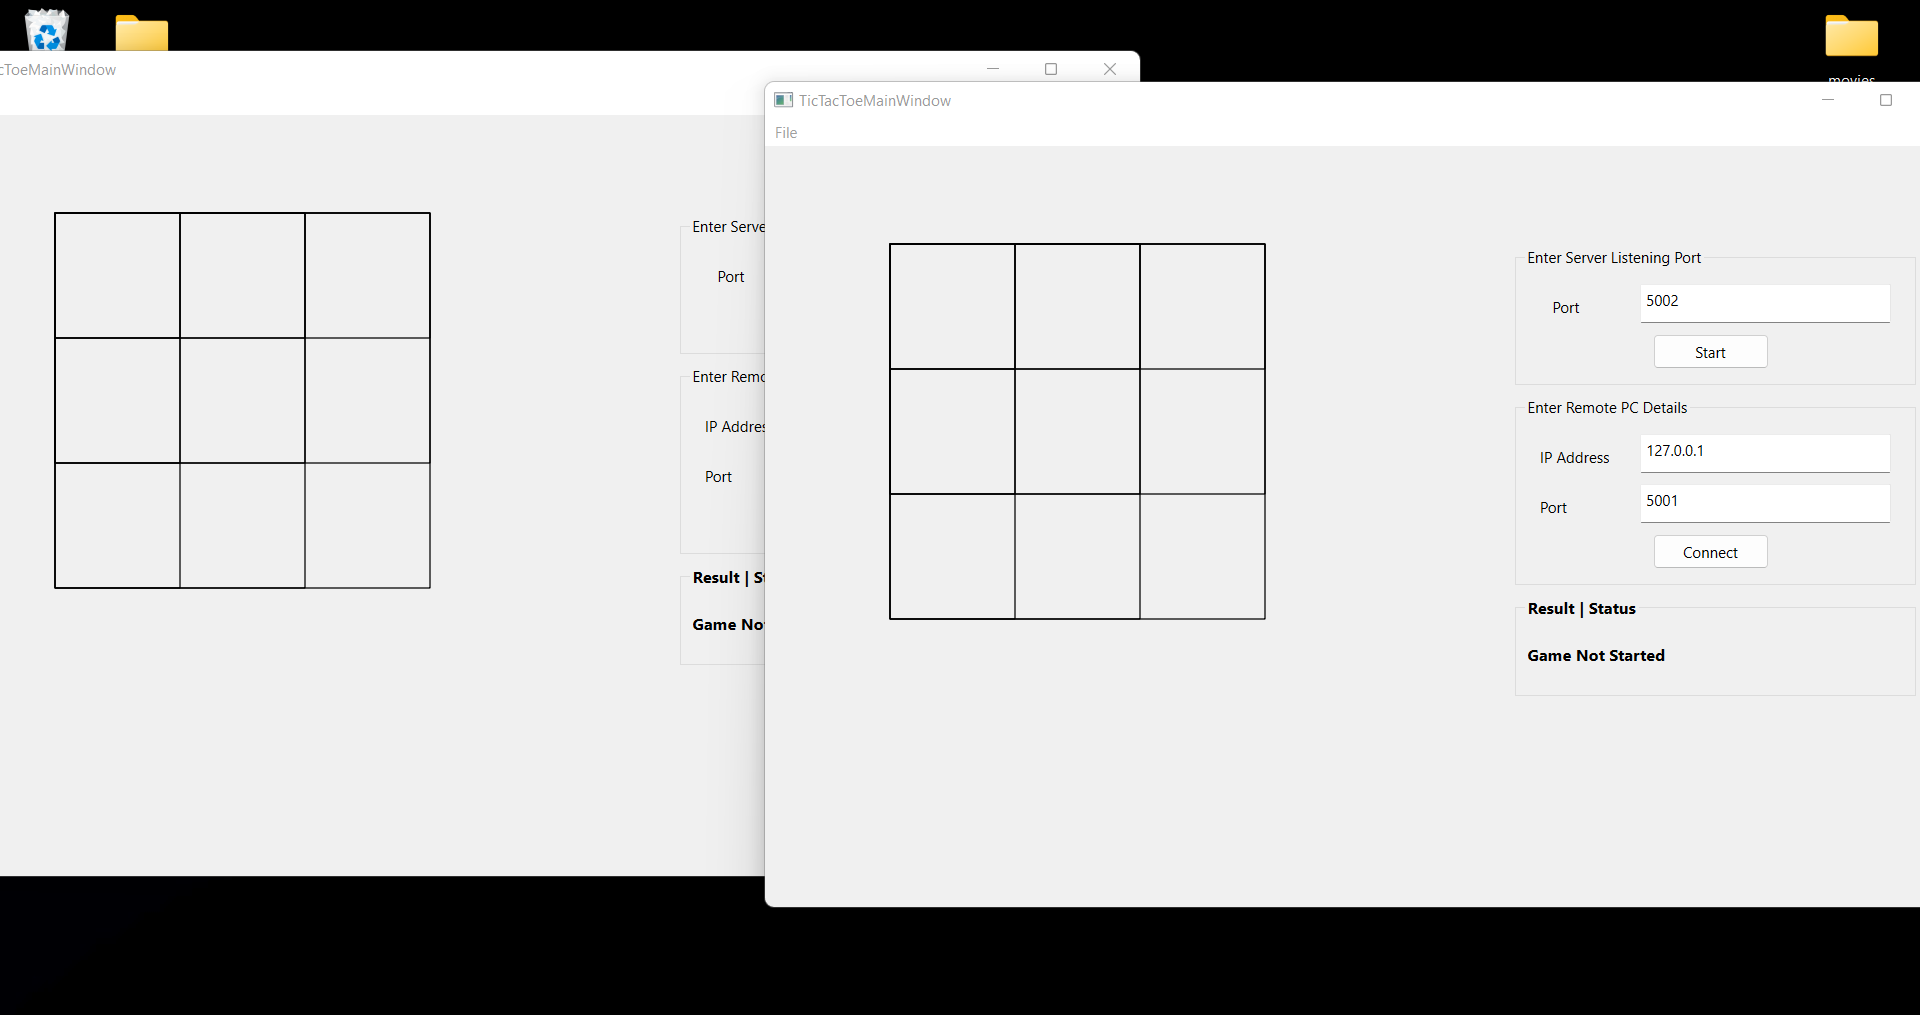 cToeMainWindow
Enter Serve
Port
Enter Remo
IP Addres
Port
Result | St
Game No
movies
TicTacToeMainWindow
File
Enter Server Listening Port
Port 5002
Start
Enter Remote PC Details
IP Address 127.0.0.1
Port 5001
Connect
Result | Status
Game Not Started